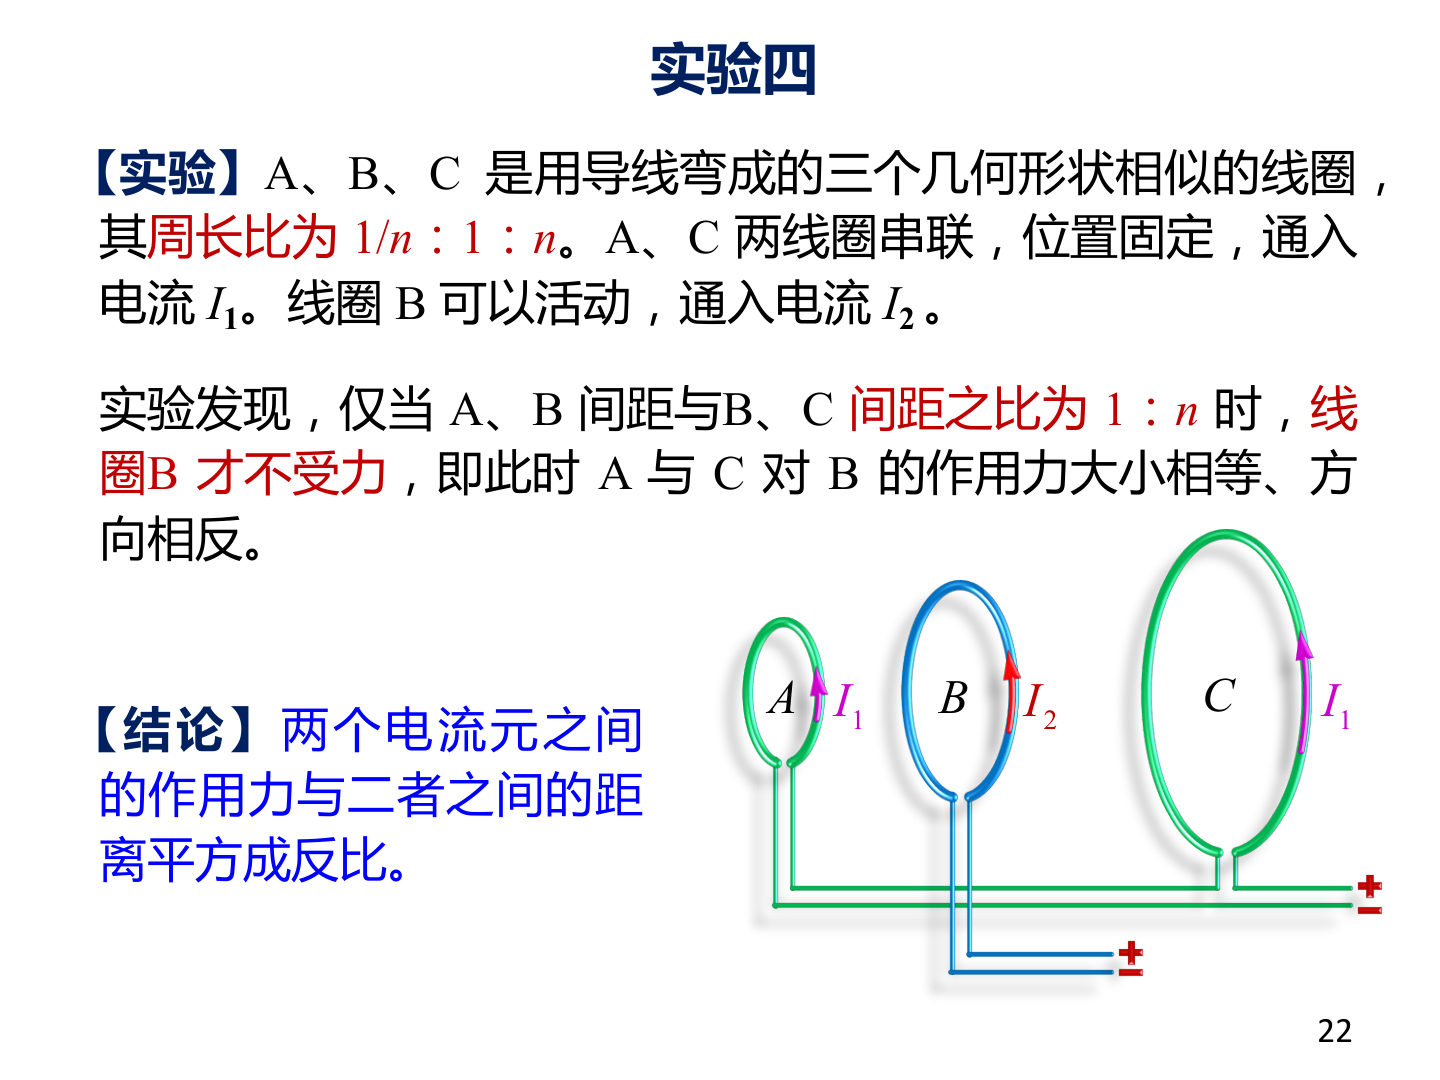 实验四
【实验】A、B、C 是用导线弯成的三个几何形状相似的线圈，
其周长比为 1/n：1：n。A、C 两线圈串联，位置固定，通入
电流 I₁。线圈 B 可以活动，通入电流 I₂ 。
实验发现，仅当 A、B 间距与B、C 间距之比为 1：n 时，线
圈B 才不受力，即此时 A 与 C 对 B 的作用力大小相等、方
向相反。
【结论】两个电流元之间
的作用力与二者之间的距
离平方成反比。
A I₁ B I₂ C I₁
+
−
+
−
22